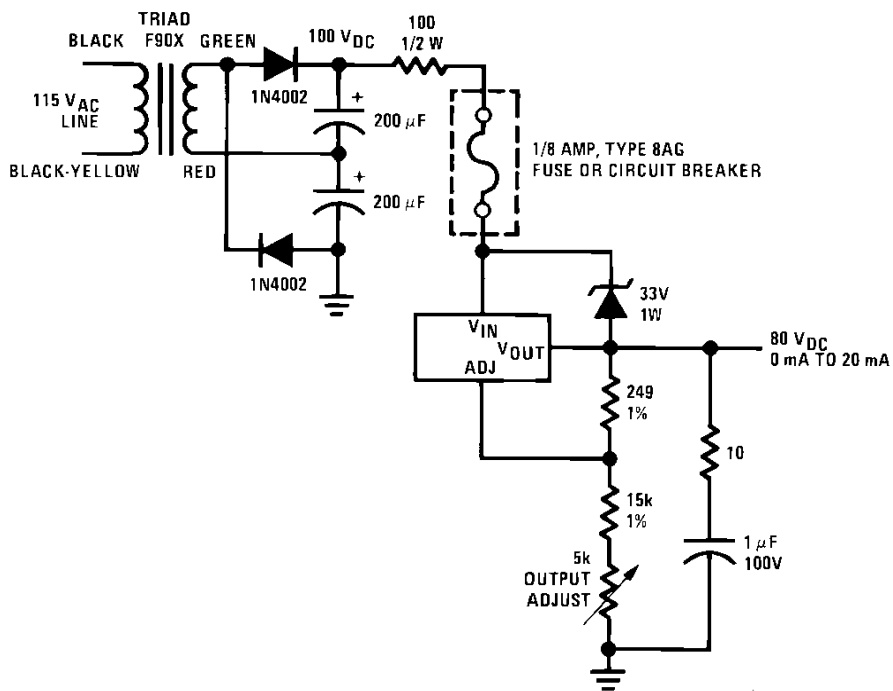 TRIAD
F90X
BLACK
GREEN
100 VDC
100
1/2 W
1N4002
+
200 μF
115 VAC
LINE
BLACK-YELLOW
RED
+
200 μF
1N4002
1/8 AMP, TYPE 8AG
FUSE OR CIRCUIT BREAKER
33V
1W
VIN
VOUT
ADJ
80 VDC
0 mA TO 20 mA
249
1%
10
15k
1%
1 μF
100V
5k
OUTPUT
ADJUST